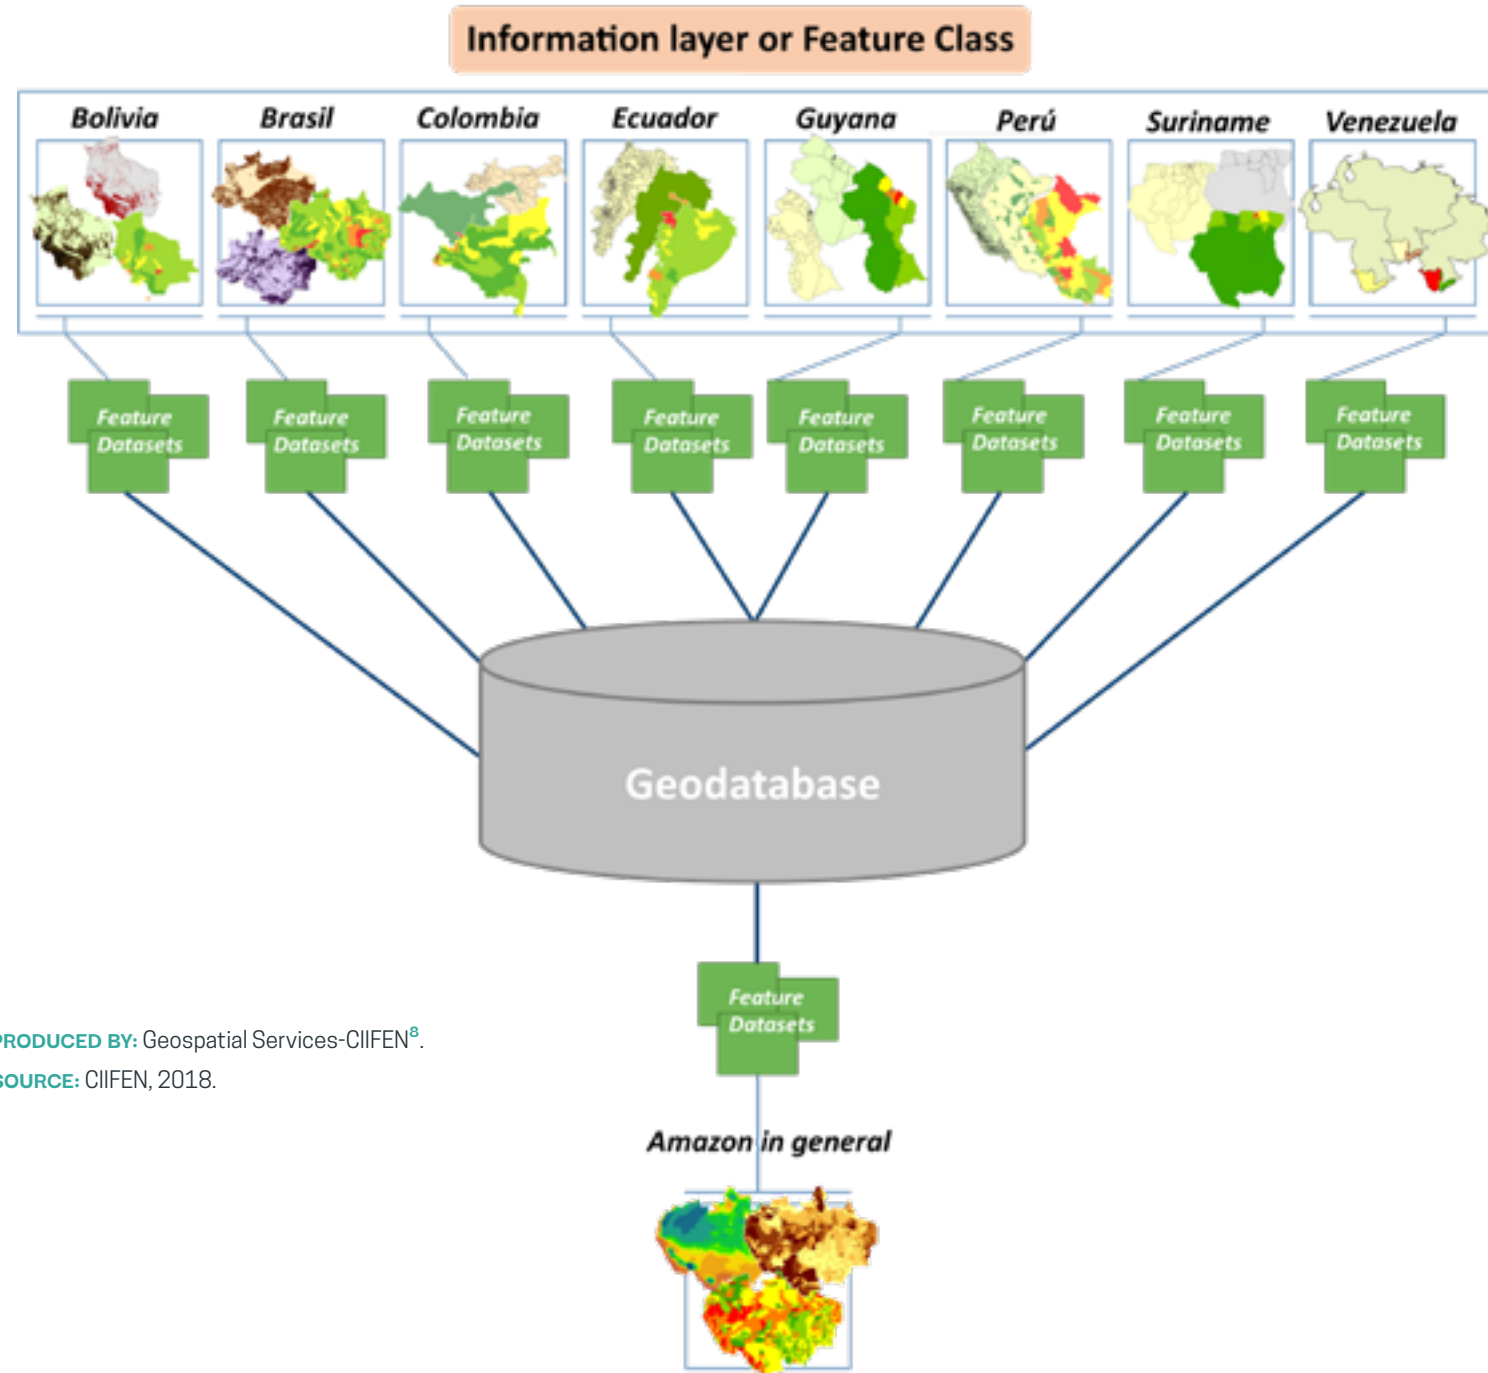 Information layer or Feature Class
Bolivia
Brasil
Colombia
Ecuador
Guyana
Perú
Suriname
Venezuela
Feature
Datasets
Feature
Datasets
Feature
Datasets
Feature
Datasets
Feature
Datasets
Feature
Datasets
Feature
Datasets
Feature
Datasets
Geodatabase
Feature
Datasets
PRODUCED BY: Geospatial Services-CIIFEN⁸.
SOURCE: CIIFEN, 2018.
Amazon in general